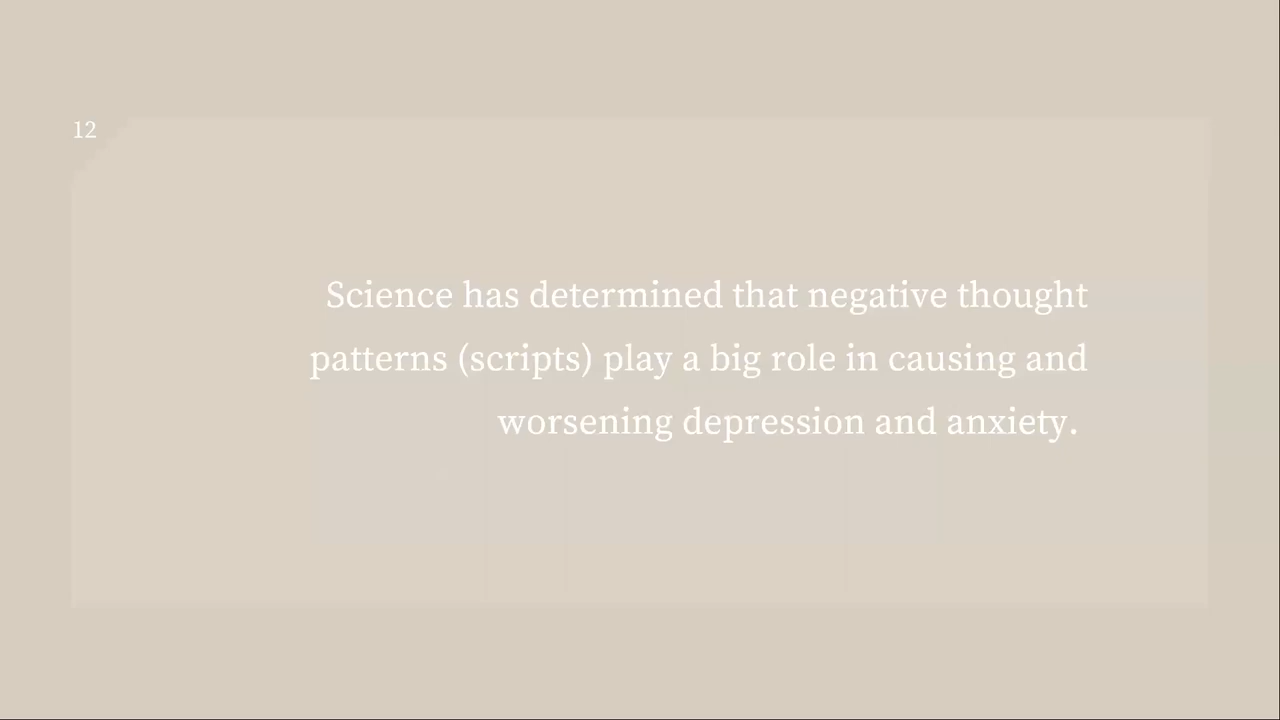 12
Science has determined that negative thought
patterns (scripts) play a big role in causing and
worsening depression and anxiety.